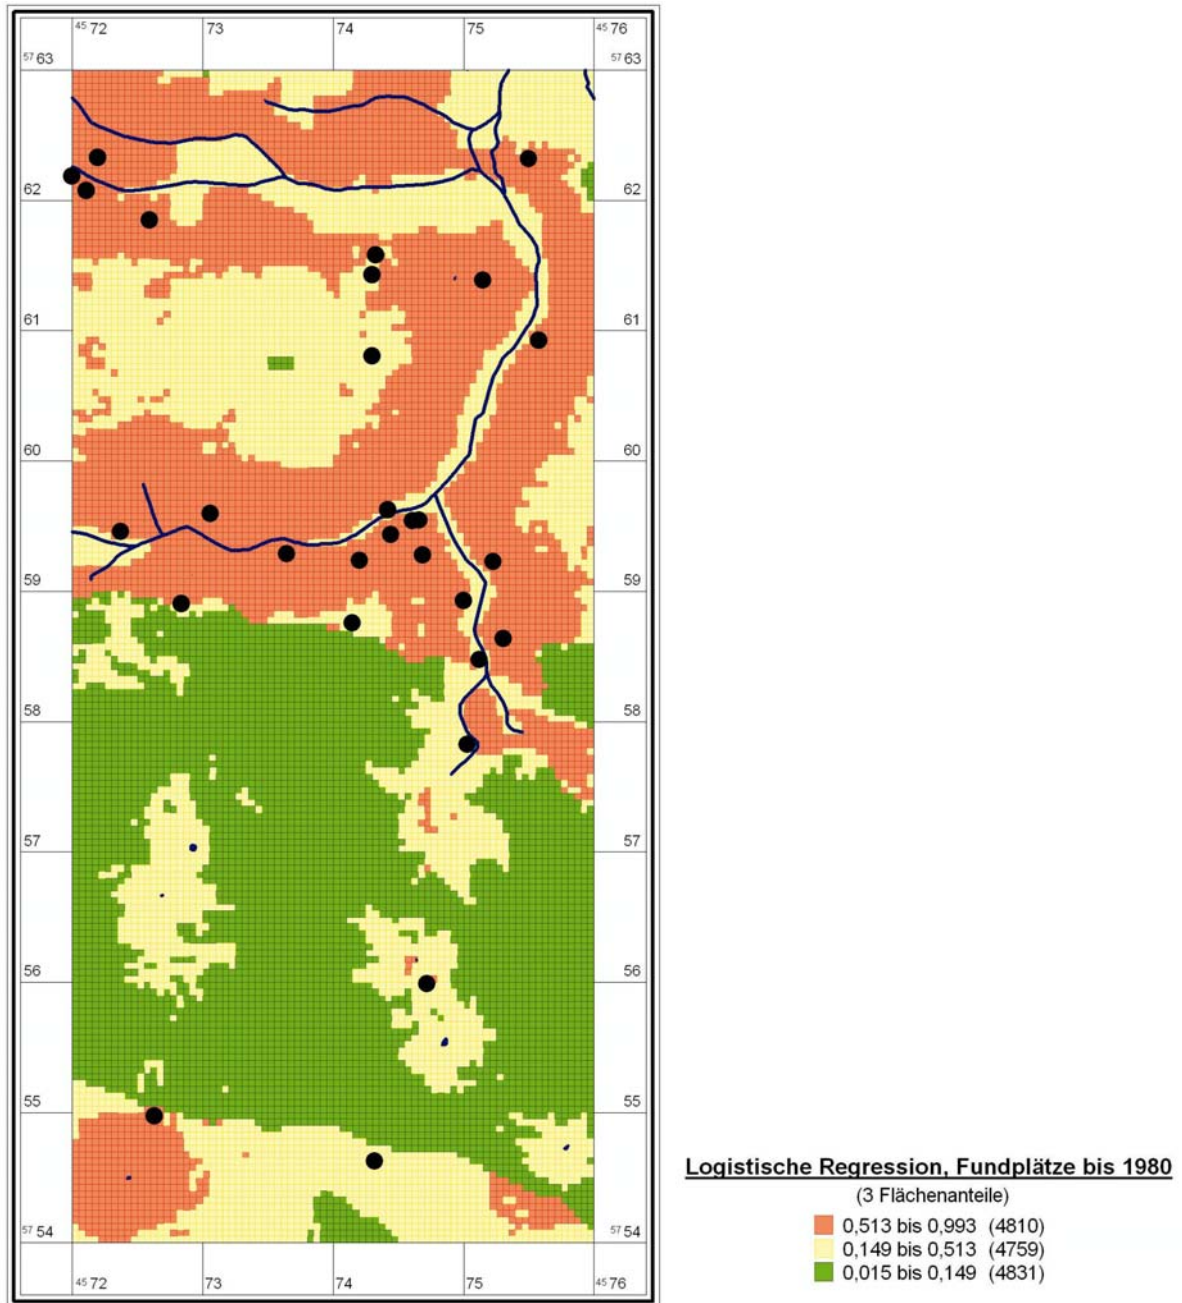 45 72 73 74 75 45 76
57 63 57 63
62 62
61 61
60 60
59 59
58 58
57 57
56 56
55 55
57 54 57 54
45 72 73 74 75 45 76
Logistische Regression, Fundplätze bis 1980
(3 Flächenanteile)
0,513 bis 0,993 (4810)
0,149 bis 0,513 (4759)
0,015 bis 0,149 (4831)